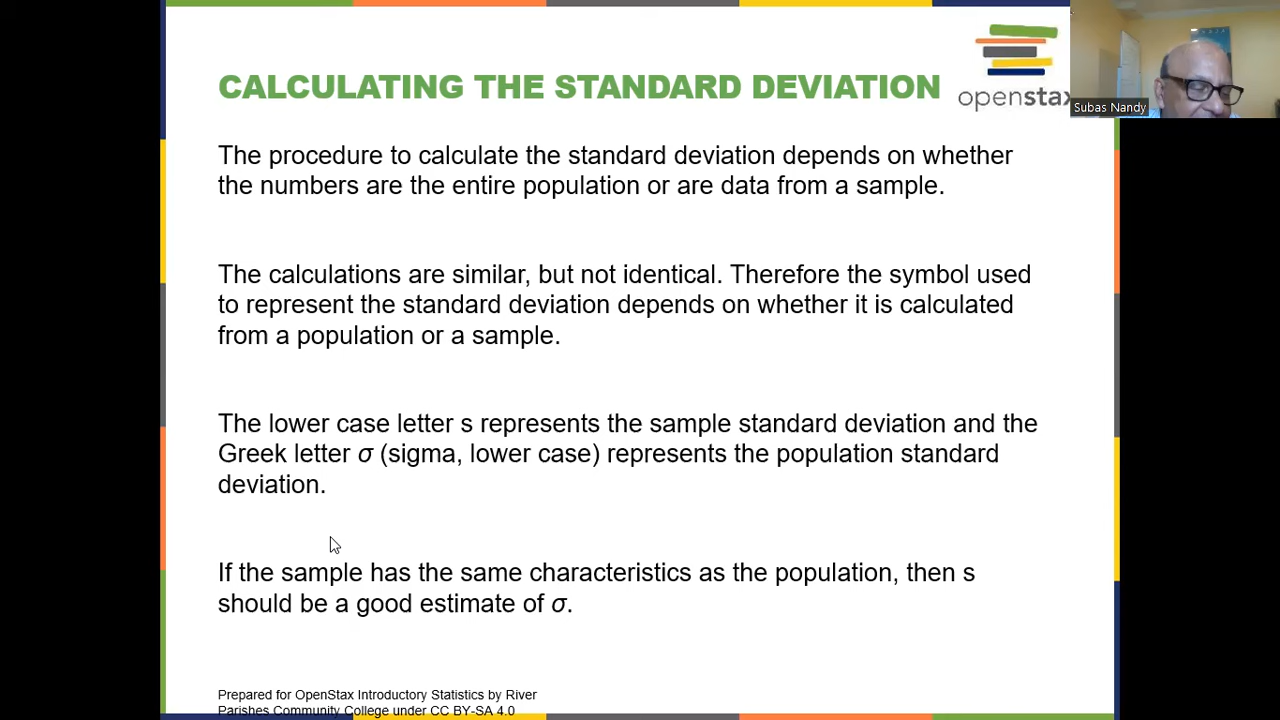 CALCULATING THE STANDARD DEVIATION
openstax
Subas Nandy
The procedure to calculate the standard deviation depends on whether
the numbers are the entire population or are data from a sample.
The calculations are similar, but not identical. Therefore the symbol used
to represent the standard deviation depends on whether it is calculated
from a population or a sample.
The lower case letter s represents the sample standard deviation and the
Greek letter σ (sigma, lower case) represents the population standard
deviation.
If the sample has the same characteristics as the population, then s
should be a good estimate of σ.
Prepared for OpenStax Introductory Statistics by River
Parishes Community College under CC BY-SA 4.0